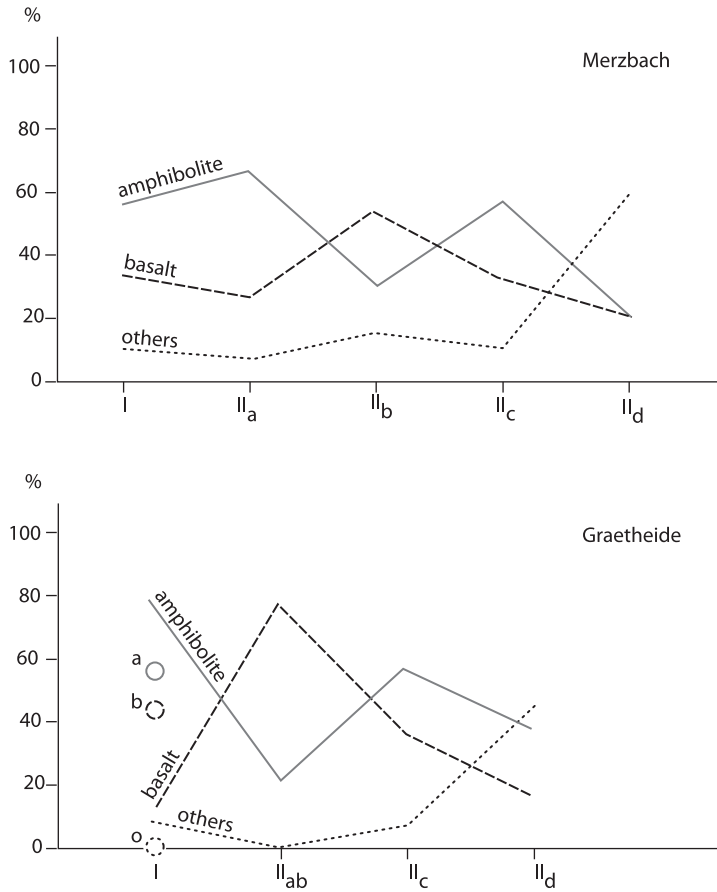 %
Merzbach
100
80
60
40
20
0
amphibolite
basalt
others
I IIa IIb IIc IId
%
Graetheide
100
80
60
40
20
0
amphibolite
a
b
basalt
others
o
I IIab IIc IId